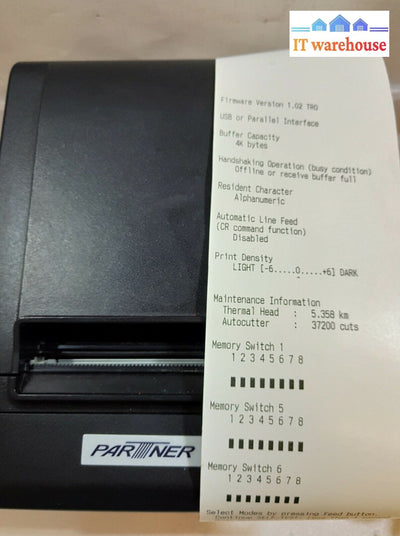 IT warehouse
Firmware Version 1.02 TRD
USB or Parallel Interface
Buffer Capacity
4K bytes
Handshaking Operation (busy condition)
Offline or receive buffer full
Resident Character
Alphanumeric
Automatic Line Feed
(CR command function)
Disabled
Print Density
LIGHT [-6.....0.....+6] DARK
Maintenance Information
Thermal Head : 5.358 km
Autocutter : 37200 cuts
Memory Switch 1
1 2 3 4 5 6 7 8
Memory Switch 5
1 2 3 4 5 6 7 8
Memory Switch 6
1 2 3 4 5 6 7 8
Select Modes by pressing Feed button.
PARTNER